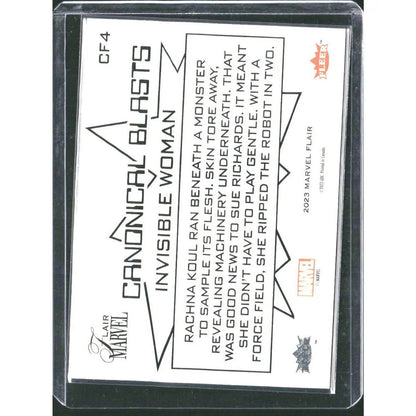 FLAIR
MARVEL
CF4
CANONICAL BLASTS
INVISIBLE WOMAN
RACHNA KOUL RAN BENEATH A MONSTER
TO SAMPLE ITS FLESH. SKIN TORE AWAY,
REVEALING MACHINERY UNDERNEATH. THAT
WAS GOOD NEWS TO SUE RICHARDS. IT MEANT
SHE DIDN'T HAVE TO PLAY GENTLE. WITH A
FORCE FIELD, SHE RIPPED THE ROBOT IN TWO.
MARVEL
© MARVEL
2023 MARVEL FLAIR
FLEER